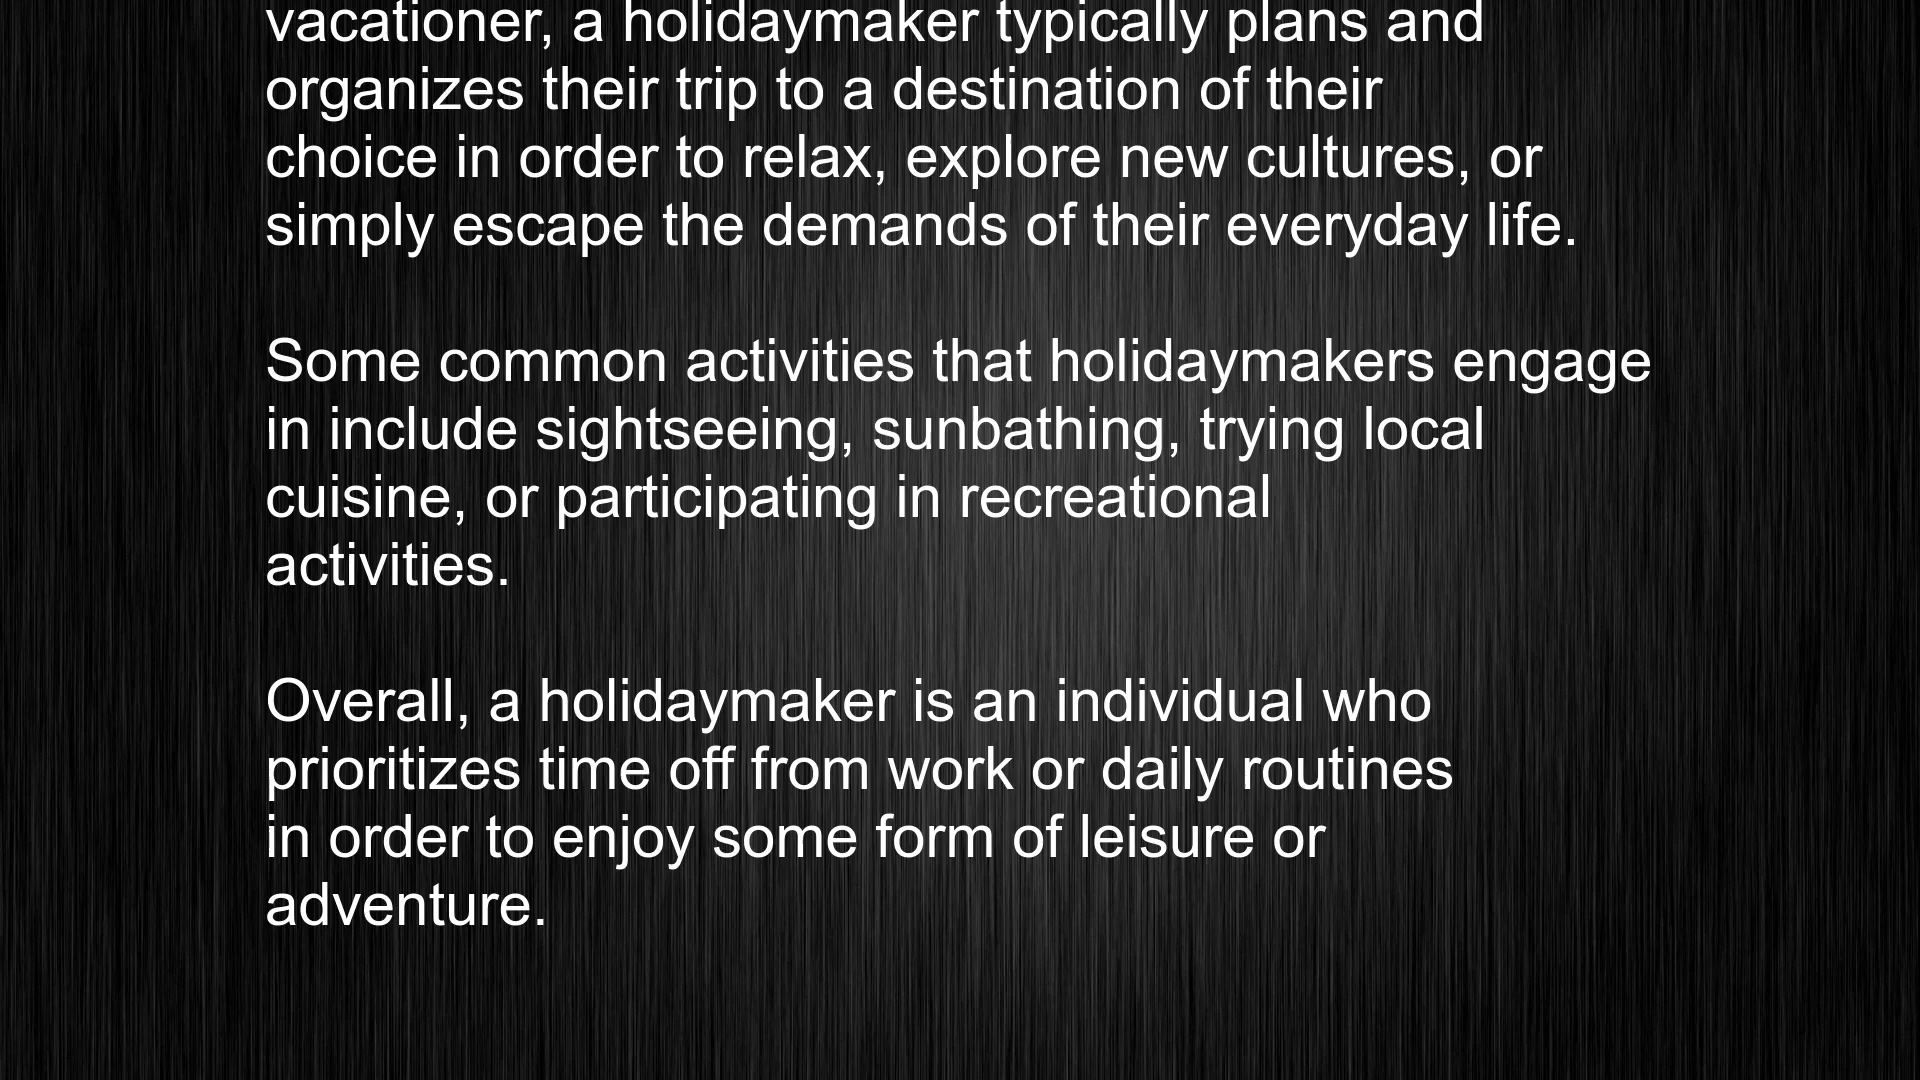 vacationer, a holidaymaker typically plans and
organizes their trip to a destination of their
choice in order to relax, explore new cultures, or
simply escape the demands of their everyday life.
Some common activities that holidaymakers engage
in include sightseeing, sunbathing, trying local
cuisine, or participating in recreational
activities.
Overall, a holidaymaker is an individual who
prioritizes time off from work or daily routines
in order to enjoy some form of leisure or
adventure.